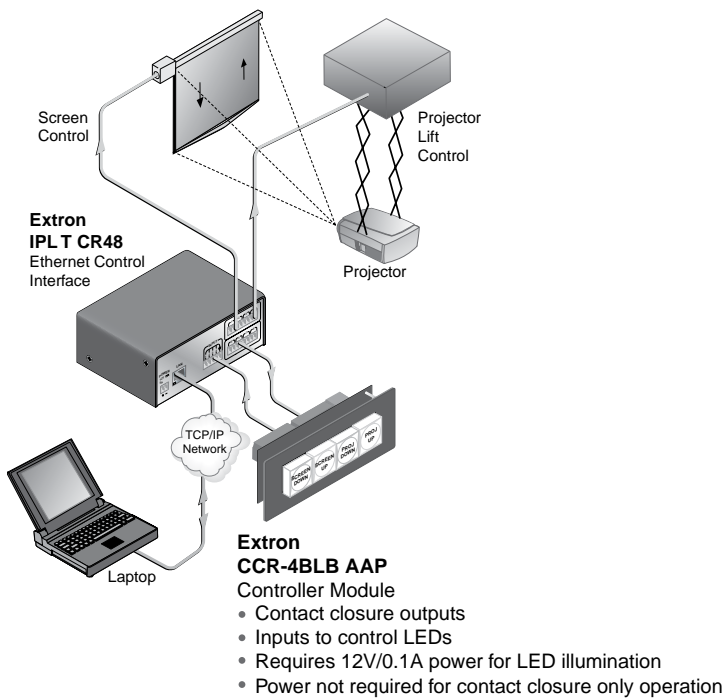 Screen
Control
Projector
Lift
Control
Extron
IPL T CR48
Ethernet Control
Interface
Projector
TCP/IP
Network
SCREEN
DOWN
SCREEN
UP
PROJ
DOWN
PROJ
UP
Laptop
Extron
CCR-4BLB AAP
Controller Module
• Contact closure outputs
• Inputs to control LEDs
• Requires 12V/0.1A power for LED illumination
• Power not required for contact closure only operation